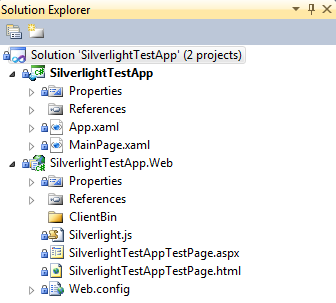 Solution Explorer
Solution 'SilverlightTestApp' (2 projects)
SilverlightTestApp
Properties
References
App.xaml
MainPage.xaml
SilverlightTestApp.Web
Properties
References
ClientBin
Silverlight.js
SilverlightTestAppTestPage.aspx
SilverlightTestAppTestPage.html
Web.config